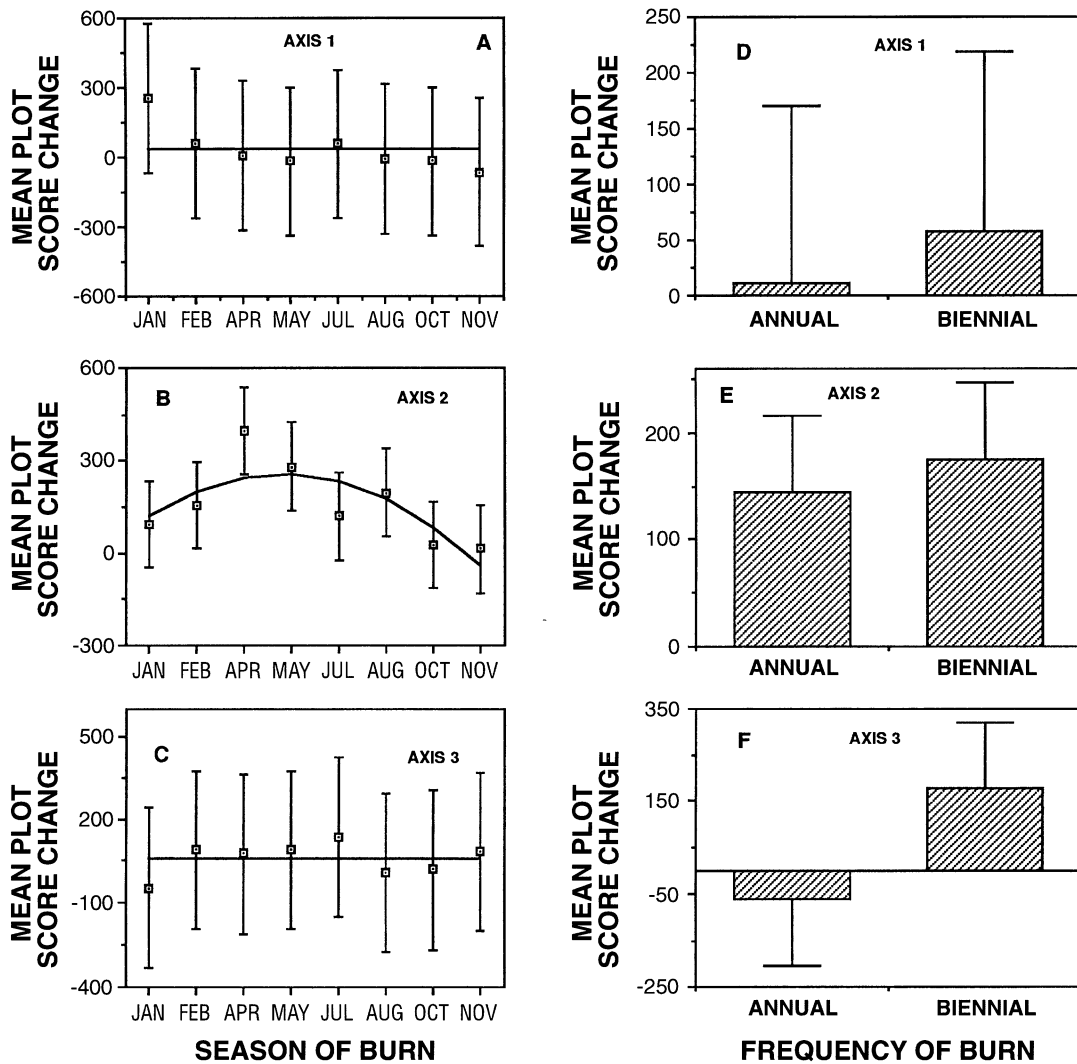 AXIS 1
A
MEAN PLOT
SCORE CHANGE
600
300
0
-300
-600
JAN FEB APR MAY JUL AUG OCT NOV
B
AXIS 2
MEAN PLOT
SCORE CHANGE
600
300
0
-300
JAN FEB APR MAY JUL AUG OCT NOV
C
AXIS 3
MEAN PLOT
SCORE CHANGE
500
200
-100
-400
JAN FEB APR MAY JUL AUG OCT NOV
SEASON OF BURN
D
AXIS 1
MEAN PLOT
SCORE CHANGE
250
200
150
100
50
0
ANNUAL BIENNIAL
E
AXIS 2
MEAN PLOT
SCORE CHANGE
200
100
0
ANNUAL BIENNIAL
F
AXIS 3
MEAN PLOT
SCORE CHANGE
350
150
-50
-250
ANNUAL BIENNIAL
FREQUENCY OF BURN